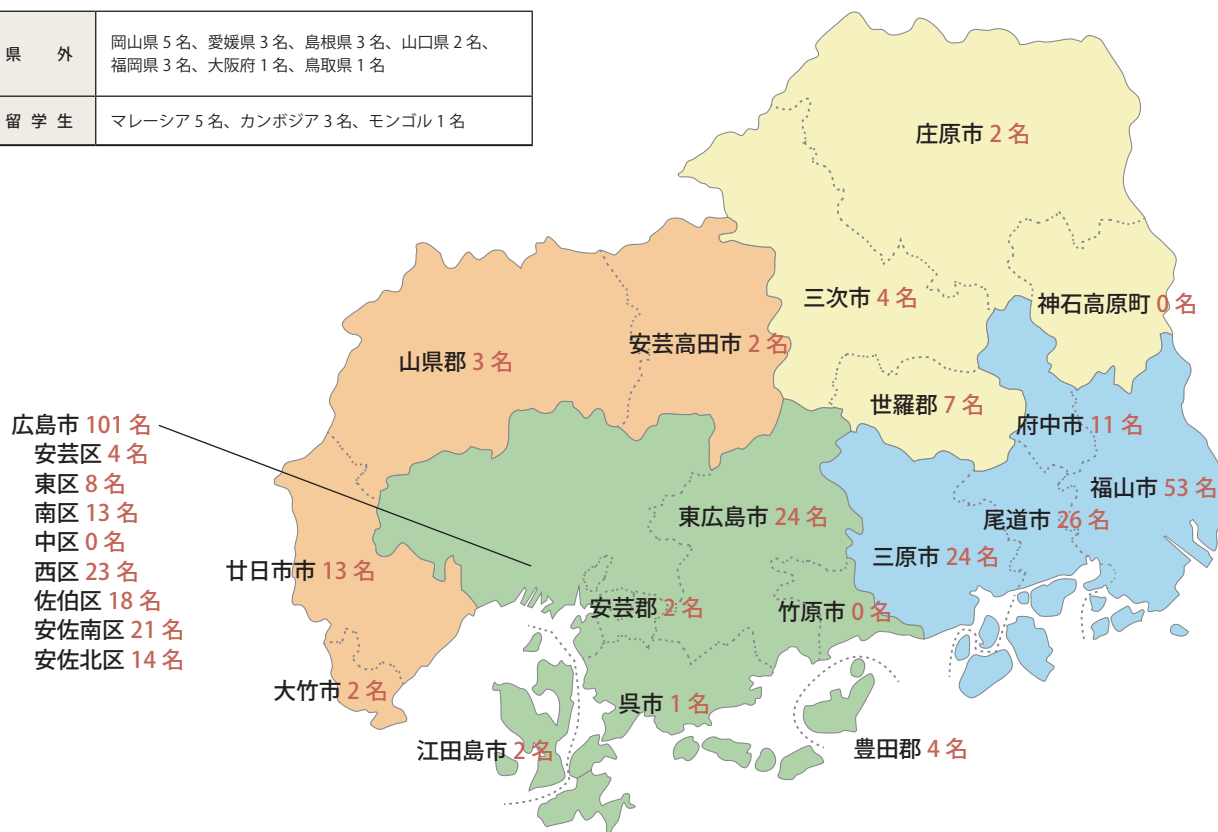 県 外
岡山県 5 名、愛媛県 3 名、島根県 3 名、山口県 2 名、
福岡県 3 名、大阪府 1 名、鳥取県 1 名
留 学 生
マレーシア 5 名、カンボジア 3 名、モンゴル 1 名
庄原市 2 名
三次市 4 名
神石高原町 0 名
安芸高田市 2 名
山県郡 3 名
世羅郡 7 名
府中市 11 名
福山市 53 名
尾道市 26 名
三原市 24 名
東広島市 24 名
広島市 101 名
安芸区 4 名
東区 8 名
南区 13 名
中区 0 名
西区 23 名
佐伯区 18 名
安佐南区 21 名
安佐北区 14 名
廿日市市 13 名
安芸郡 2 名
竹原市 0 名
大竹市 2 名
呉市 1 名
江田島市 2 名
豊田郡 4 名